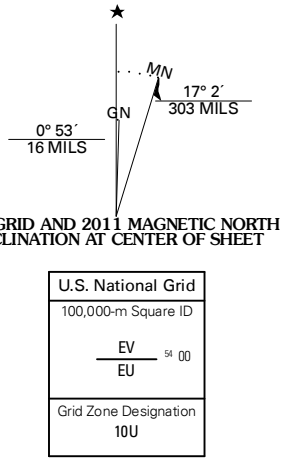 ★
MN
GN
17° 2´
303 MILS
0° 53´
16 MILS
GRID AND 2011 MAGNETIC NORTH
CLINATION AT CENTER OF SHEET
U.S. National Grid
100,000-m Square ID
EV
54 00
EU
Grid Zone Designation
10U